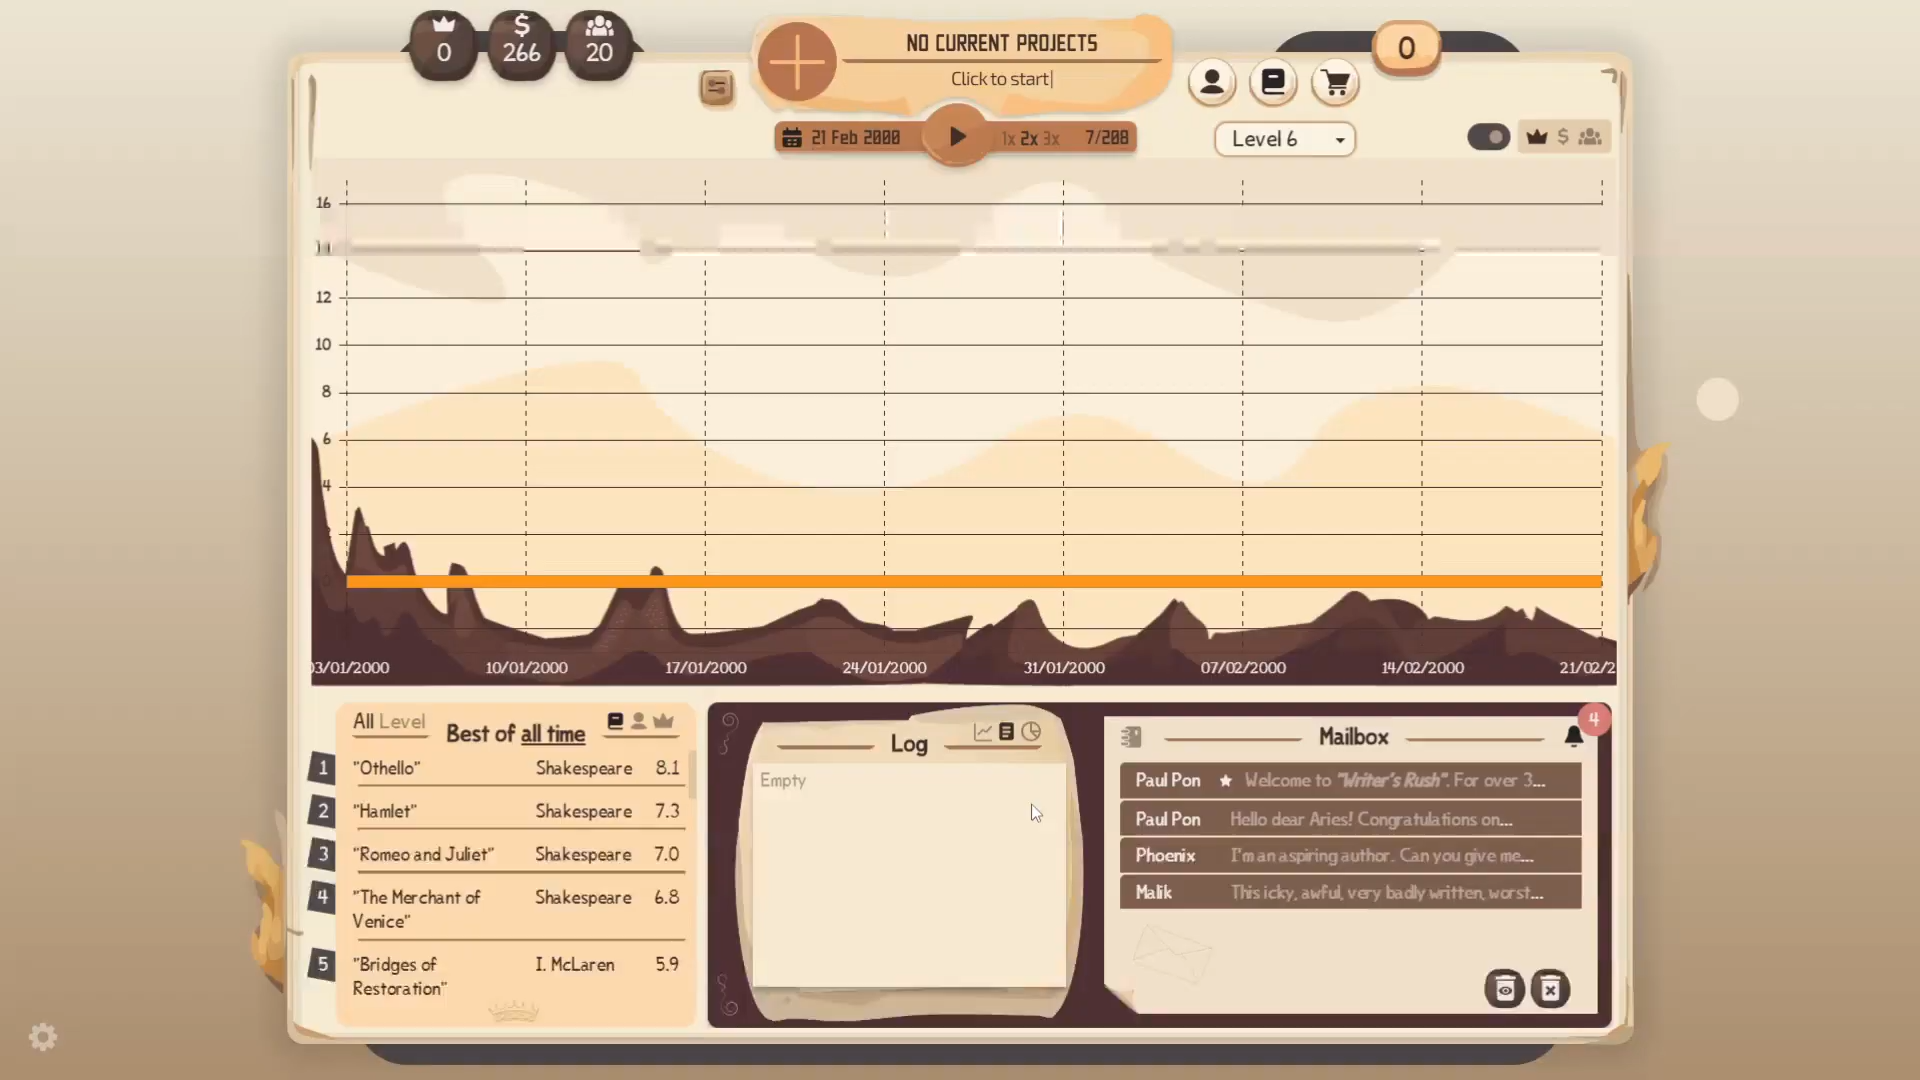 0
$
266
20
NO CURRENT PROJECTS
Click to start
0
21 Feb 2000
1x 2x 3x
7/208
Level 6
$
16
12
10
8
6
4
03/01/2000
10/01/2000
17/01/2000
24/01/2000
31/01/2000
07/02/2000
14/02/2000
21/02/2
All Level
Best of all time
1 "Othello" Shakespeare 8.1
2 "Hamlet" Shakespeare 7.3
3 "Romeo and Juliet" Shakespeare 7.0
4 "The Merchant of Shakespeare 6.8
Venice"
5 "Bridges of I. McLaren 5.9
Restoration"
Log
Empty
Mailbox
4
Paul Pon Welcome to "Writer's Rush". For over 3...
Paul Pon Hello dear Aries! Congratulations on...
Phoenix I'm an aspiring author. Can you give me...
Malik This icky, awful, very badly written, worst...